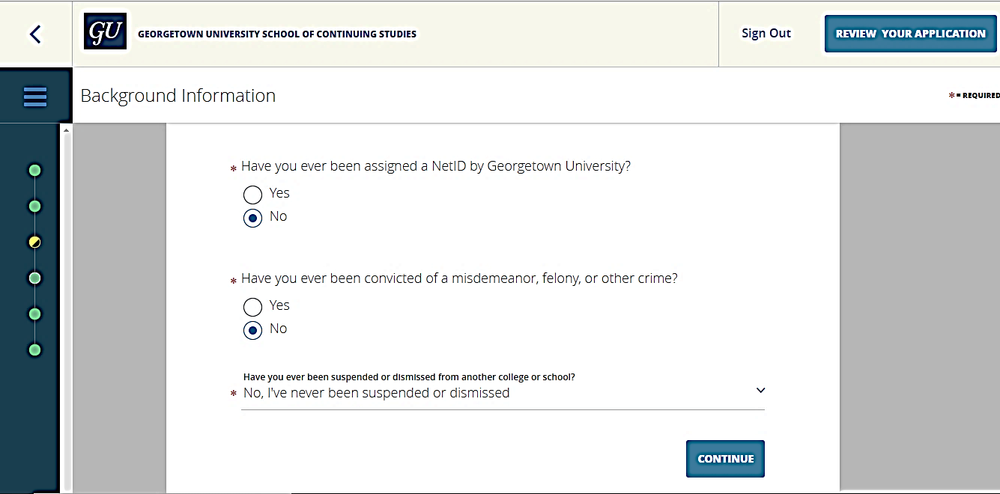 GU GEORGETOWN UNIVERSITY SCHOOL OF CONTINUING STUDIES
Sign Out
REVIEW YOUR APPLICATION
Background Information
* = REQUIRED
* Have you ever been assigned a NetID by Georgetown University?
Yes
No
* Have you ever been convicted of a misdemeanor, felony, or other crime?
Yes
No
Have you ever been suspended or dismissed from another college or school?
* No, I've never been suspended or dismissed
CONTINUE